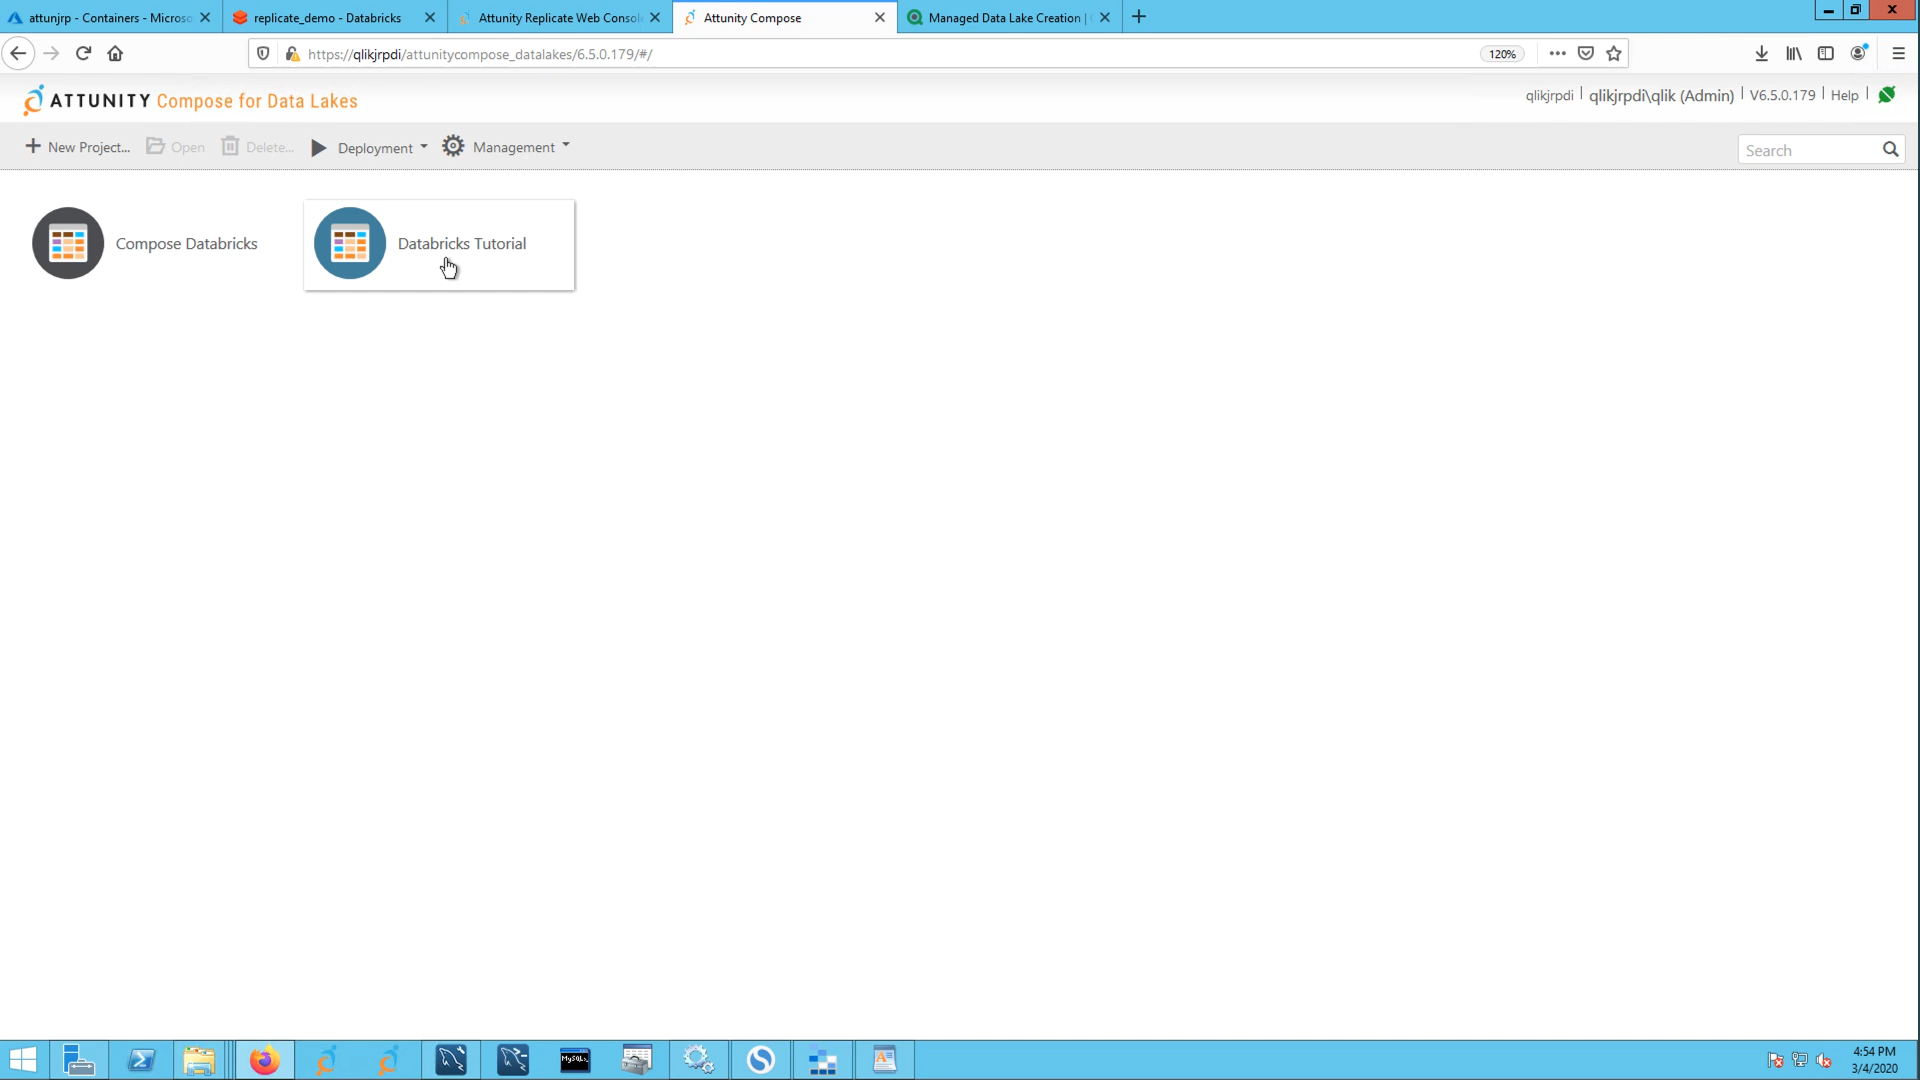 attunjrp - Containers - Microso
replicate_demo - Databricks
Attunity Replicate Web Consol
Attunity Compose
Managed Data Lake Creation |
https://qlikjrpdi/attunitycompose_datalakes/6.5.0.179/#/
120%
ATTUNITY Compose for Data Lakes
qlikjrpdi | qlikjrpdi\qlik (Admin) | V6.5.0.179 | Help |
New Project...
Open
Delete...
Deployment
Management
Search
Compose Databricks
Databricks Tutorial
MySQL
4:54 PM
3/4/2020